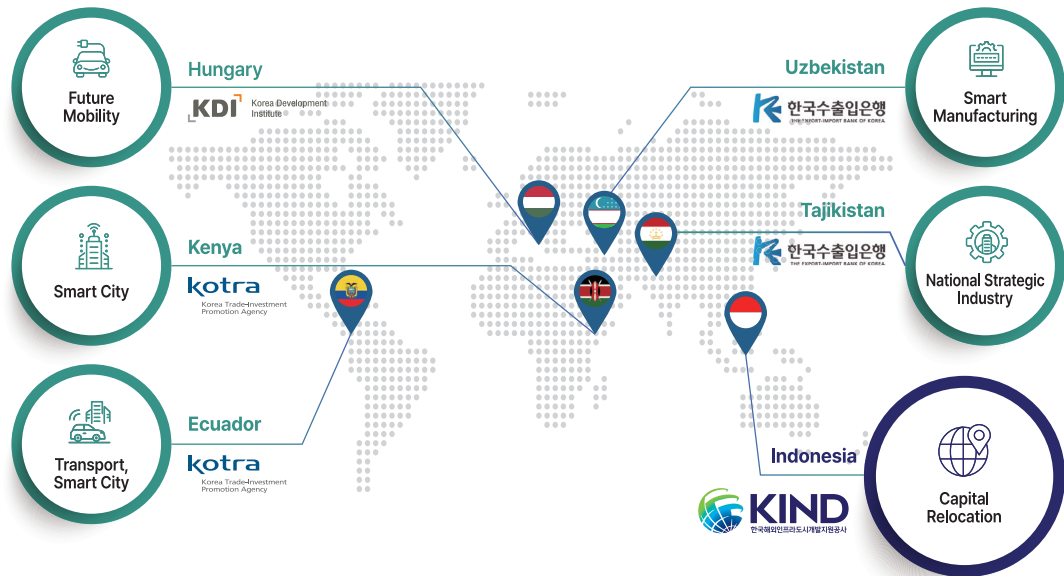 Future
Mobility
Hungary
KDI
Korea Development
Institute
Smart City
Kenya
kotra
Korea Trade-Investment
Promotion Agency
Transport,
Smart City
Ecuador
kotra
Korea Trade-Investment
Promotion Agency
Uzbekistan
한국수출입은행
THE EXPORT-IMPORT BANK OF KOREA
Smart
Manufacturing
Tajikistan
한국수출입은행
THE EXPORT-IMPORT BANK OF KOREA
National Strategic
Industry
Indonesia
KIND
한국해외인프라도시개발지원공사
Capital
Relocation